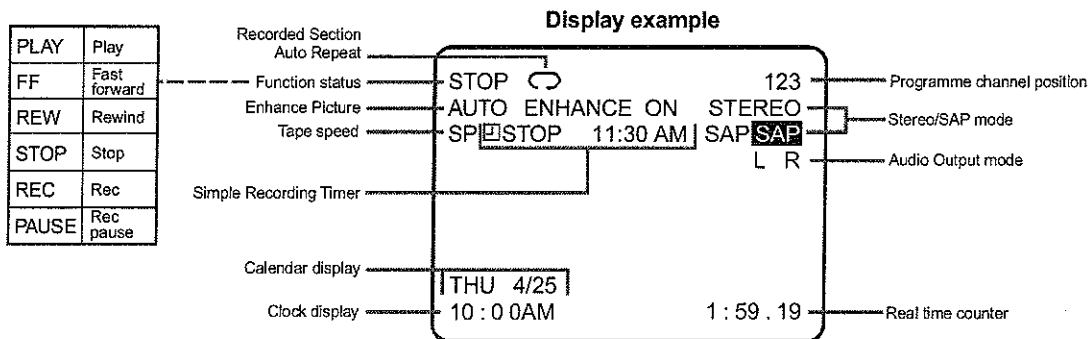 Display example
PLAY Play
FF Fast forward
REW Rewind
STOP Stop
REC Rec
PAUSE Rec pause
Recorded Section
Auto Repeat
Function status
Enhance Picture
Tape speed
Simple Recording Timer
Calendar display
Clock display
STOP 123
AUTO ENHANCE ON STEREO
SP STOP 11:30 AM SAP SAP
L R
THU 4/25
10:00AM 1:59.19
Programme channel position
Stereo/SAP mode
Audio Output mode
Real time counter